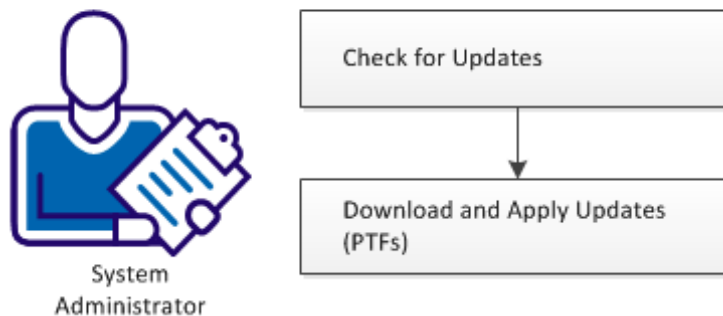 Check for Updates
Download and Apply Updates
(PTFs)
System
Administrator